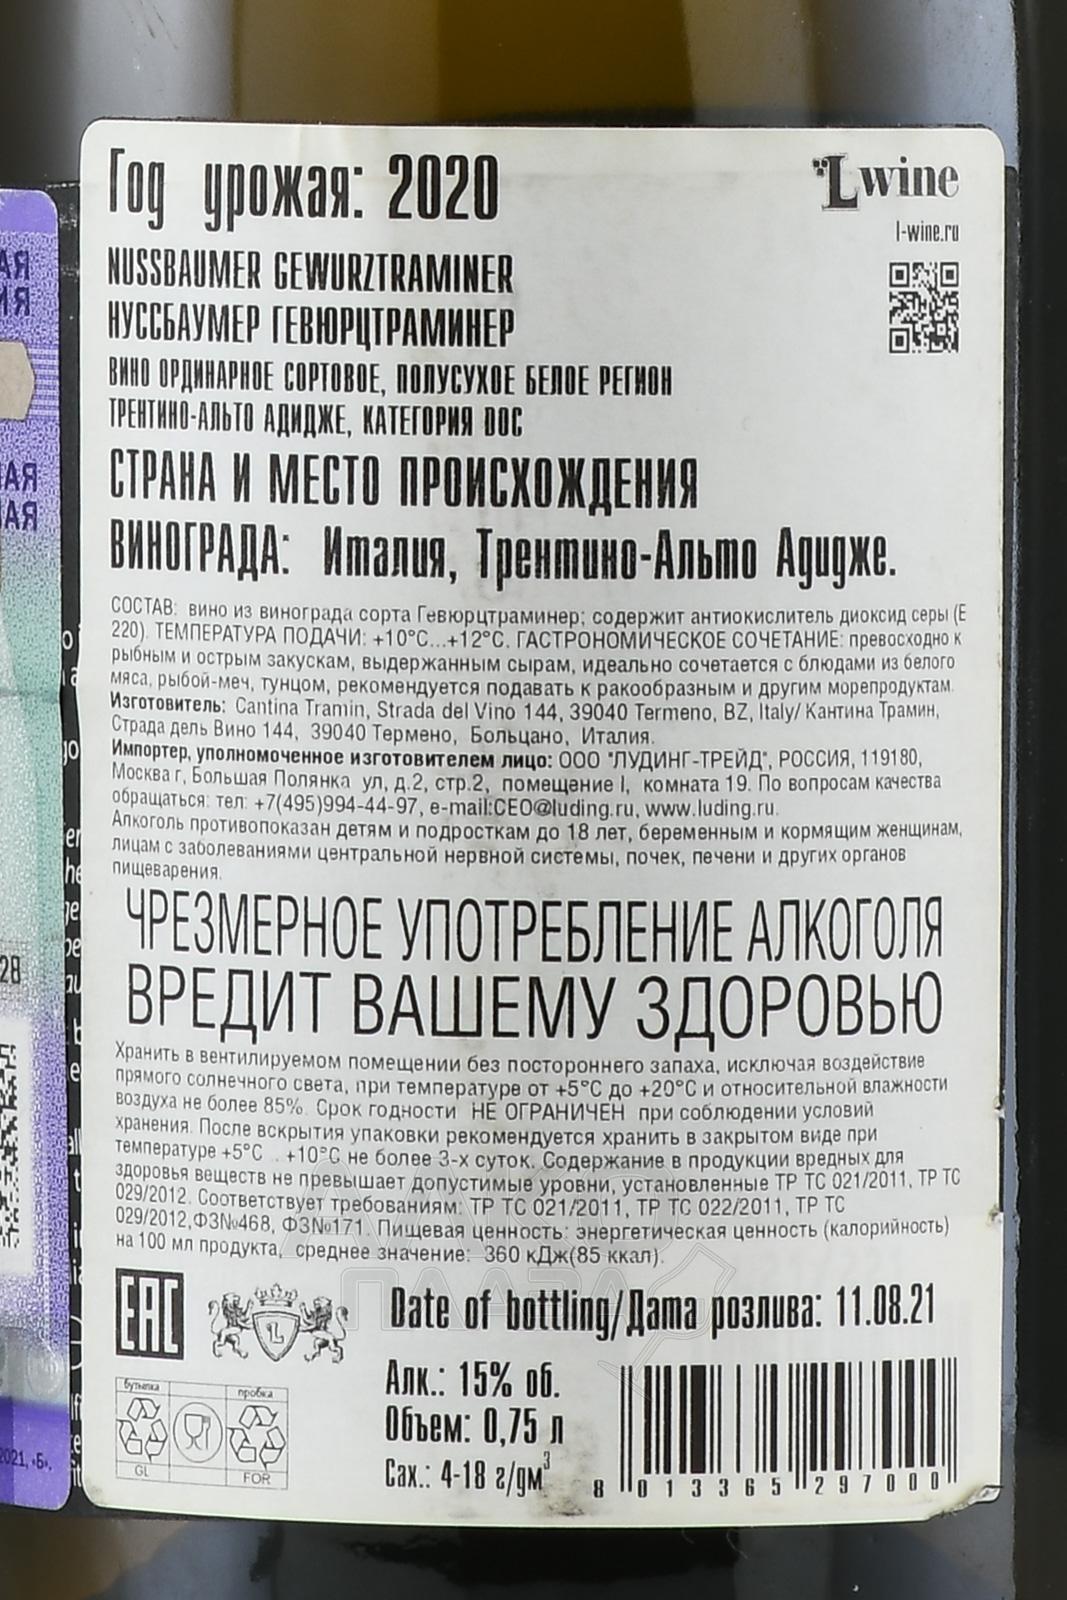 Год урожая: 2020
Lwine
l-wine.ru
NUSSBAUMER GEWURZTRAMINER
НУССБАУМЕР ГЕВЮРЦТРАМИНЕР
ВИНО ОРДИНАРНОЕ СОРТОВОЕ, ПОЛУСУХОЕ БЕЛОЕ РЕГИОН
ТРЕНТИНО-АЛЬТО АДИДЖЕ, КАТЕГОРИЯ DOC
СТРАНА И МЕСТО ПРОИСХОЖДЕНИЯ
ВИНОГРАДА: Италия, Трентино-Альто Адидже.
СОСТАВ: вино из винограда сорта Гевюрцтраминер; содержит антиокислитель диоксид серы (Е
220). ТЕМПЕРАТУРА ПОДАЧИ: +10°С...+12°С. ГАСТРОНОМИЧЕСКОЕ СОЧЕТАНИЕ: превосходно к
рыбным и острым закускам, выдержанным сырам, идеально сочетается с блюдами из белого
мяса, рыбой-меч, тунцом, рекомендуется подавать к ракообразным и другим морепродуктам.
Изготовитель: Cantina Tramin, Strada del Vino 144, 39040 Termeno, BZ, Italy/ Кантина Трамин,
Страда дель Вино 144, 39040 Термено, Больцано, Италия.
Импортер, уполномоченное изготовителем лицо: ООО "ЛУДИНГ-ТРЕЙД", РОССИЯ, 119180,
Москва г, Большая Полянка ул, д.2, стр.2, помещение I, комната 19. По вопросам качества
обращаться: тел: +7(495)994-44-97, e-mail:CEO@luding.ru, www.luding.ru.
Алкоголь противопоказан детям и подросткам до 18 лет, беременным и кормящим женщинам,
лицам с заболеваниями центральной нервной системы, почек, печени и других органов
пищеварения.
ЧРЕЗМЕРНОЕ УПОТРЕБЛЕНИЕ АЛКОГОЛЯ
ВРЕДИТ ВАШЕМУ ЗДОРОВЬЮ
Хранить в вентилируемом помещении без постороннего запаха, исключая воздействие
прямого солнечного света, при температуре от +5°С до +20°С и относительной влажности
воздуха не более 85%. Срок годности НЕ ОГРАНИЧЕН при соблюдении условий
хранения. После вскрытия упаковки рекомендуется хранить в закрытом виде при
температуре +5°С ...+10°С не более 3-х суток. Содержание в продукции вредных для
здоровья веществ не превышает допустимые уровни, установленные ТР ТС 021/2011, ТР ТС
029/2012. Соответствует требованиям: ТР ТС 021/2011, ТР ТС 022/2011, ТР ТС
029/2012,ФЗ№468, ФЗ№171. Пищевая ценность: энергетическая ценность (калорийность)
на 100 мл продукта, среднее значение: 360 кДж(85 ккал).
АЛКО
ПЛАЗА
EAC
L
Date of bottling/Дата розлива: 11.08.21
бутылка
пробка
GL
FOR
Алк.: 15% об.
Объем: 0,75 л
Сах.: 4-18 г/дм³
8 013365 297000
28
2021, «Б».